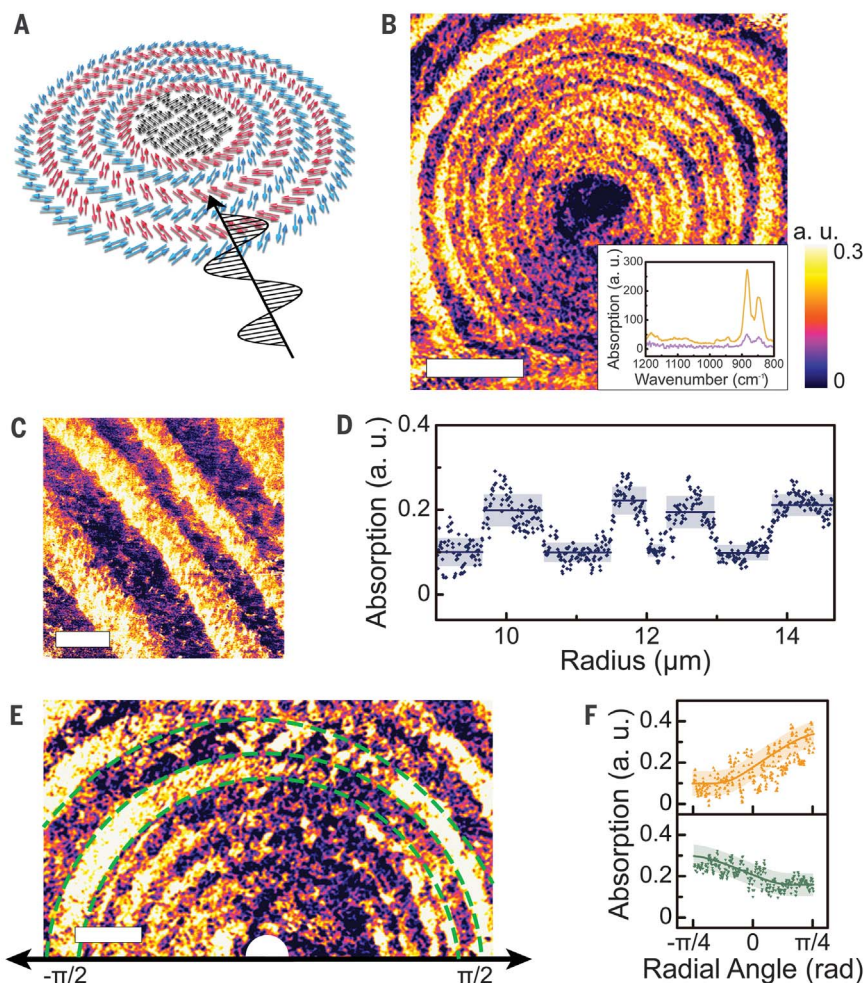 A
B
a. u.
0.3
0
Absorption (a. u.)
300
200
100
0
1200 1100 1000 900 800
Wavenumber (cm⁻¹)
C
D
Absorption (a. u.)
0.4
0.2
0
10 12 14
Radius (μm)
E
-π/2
π/2
F
Absorption (a. u.)
0.4
0.2
0
0.4
0.2
0
-π/4 0 π/4
Radial Angle (rad)